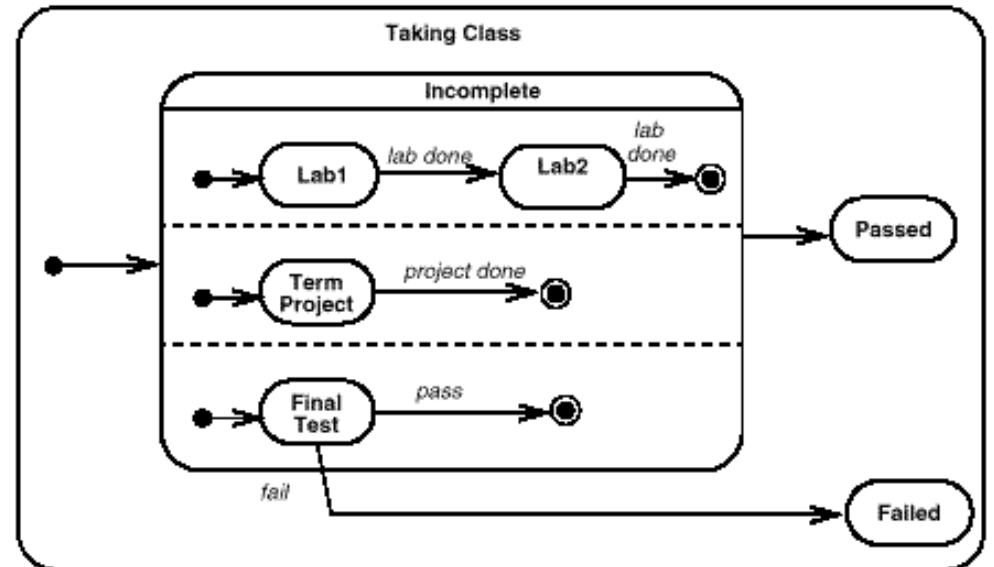 Taking Class
Incomplete
Lab1
lab done
Lab2
lab
done
Passed
Term
Project
project done
Final
Test
pass
fail
Failed